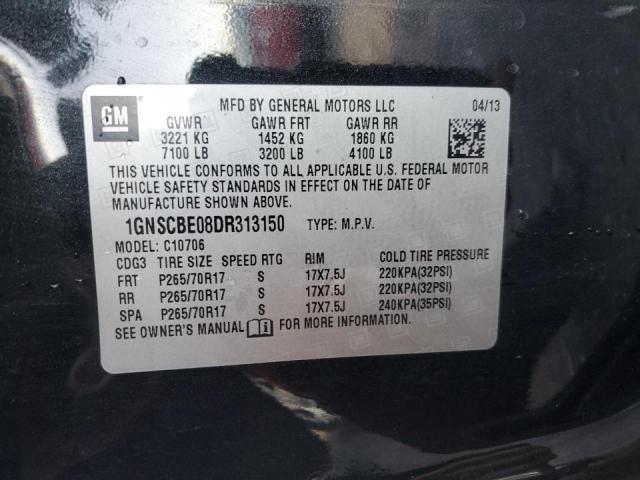 GM
MFD BY GENERAL MOTORS LLC 04/13
GVWR GAWR FRT GAWR RR
3221 KG 1452 KG 1860 KG
7100 LB 3200 LB 4100 LB
THIS VEHICLE CONFORMS TO ALL APPLICABLE U.S. FEDERAL MOTOR
VEHICLE SAFETY STANDARDS IN EFFECT ON THE DATE OF
MANUFACTURE SHOWN ABOVE.
1GNSCBE08DR313150 TYPE: M.P.V.
MODEL: C10706
CDG3 TIRE SIZE SPEED RTG RIM COLD TIRE PRESSURE
FRT P265/70R17 S 17X7.5J 220KPA(32PSI)
RR P265/70R17 S 17X7.5J 220KPA(32PSI)
SPA P265/70R17 S 17X7.5J 240KPA(35PSI)
SEE OWNER'S MANUAL i FOR MORE INFORMATION.